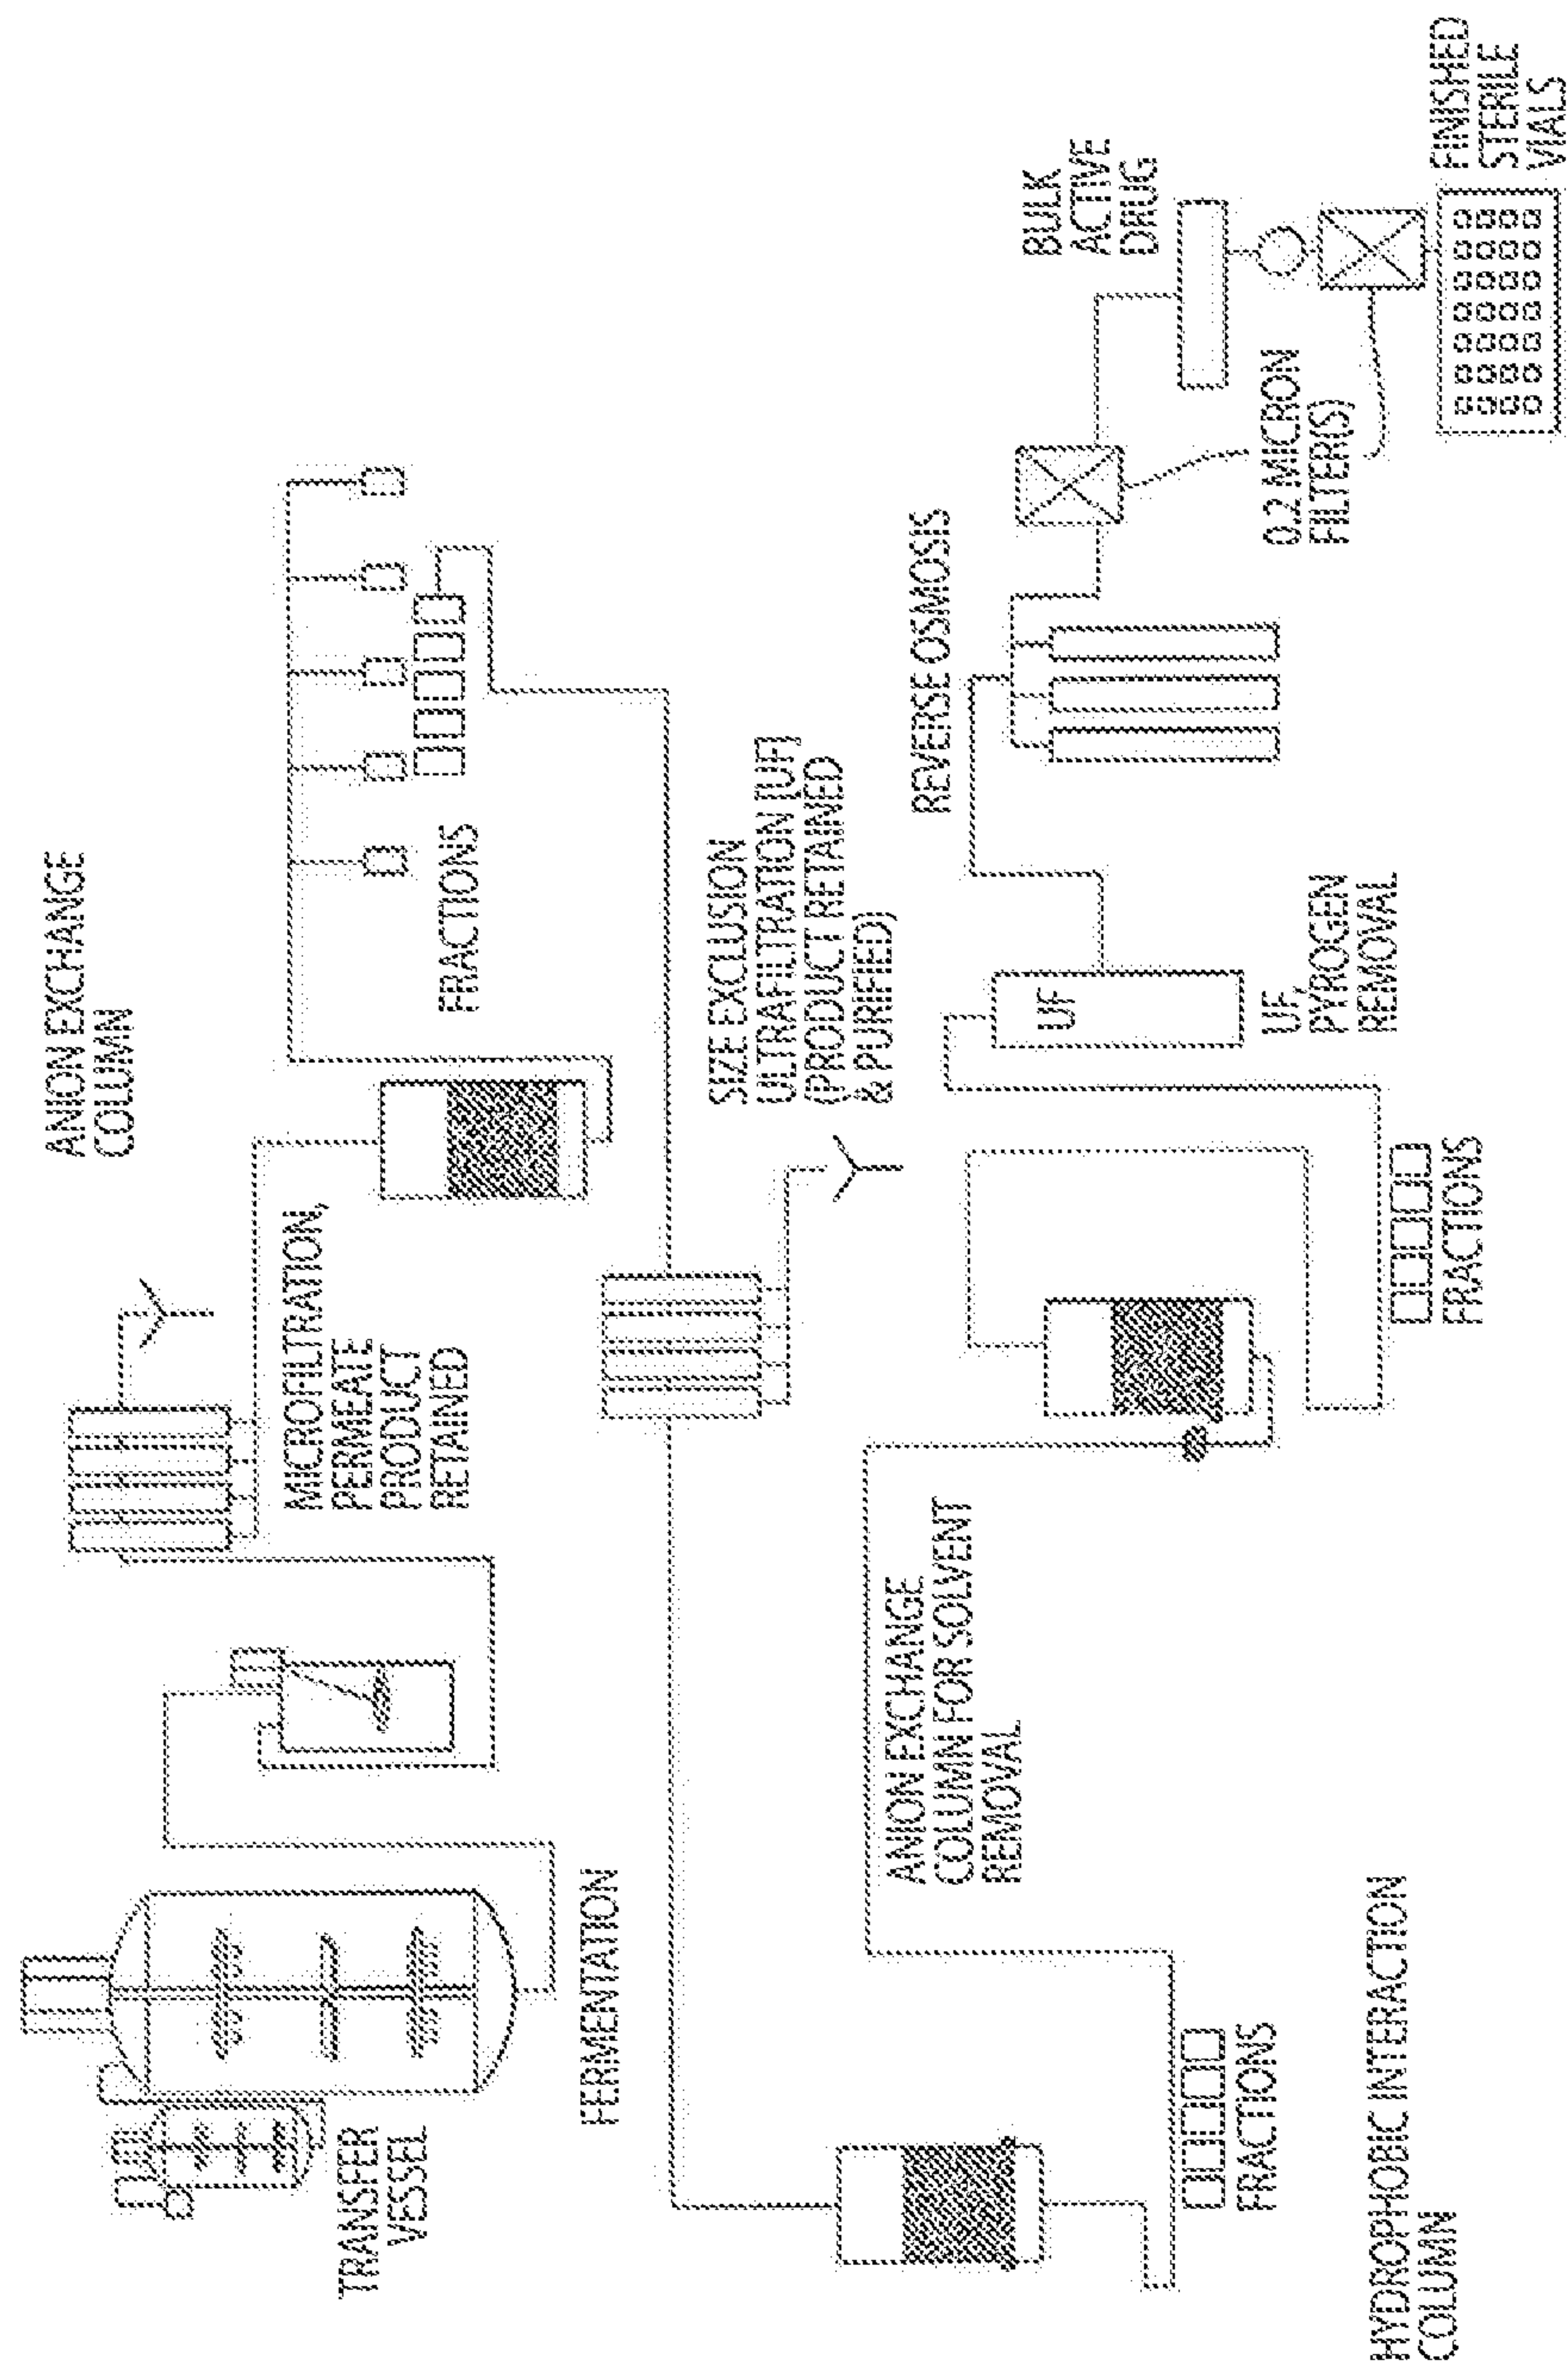 ANION EXCHANGE
COLUMN
MICROFILTRATION,
PERMEATE
PRODUCT
RETAINED
FRACTIONS
TRANSFER
VESSEL
FERMENTATION
SIZE EXCLUSION
ULTRAFILTRATION (UF)
(PRODUCT RETAINED
& PURIFIED)
ANION EXCHANGE
COLUMN FOR SOLVENT
REMOVAL
REVERSE OSMOSIS
BULK
ACTIVE
DRUG
UF
UF,
PYROGEN
REMOVAL
0.2 MICRON
FILTER(S)
FINISHED
STERILE
VIALS
FRACTIONS
FRACTIONS
HYDROPHOBIC INTERACTION
COLUMN